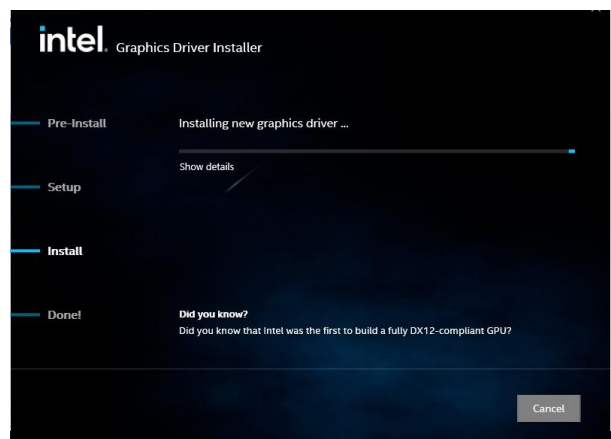 intel. Graphics Driver Installer
Pre-Install
Installing new graphics driver ...
Show details
Setup
Install
Done!
Did you know?
Did you know that Intel was the first to build a fully DX12-compliant GPU?
Cancel